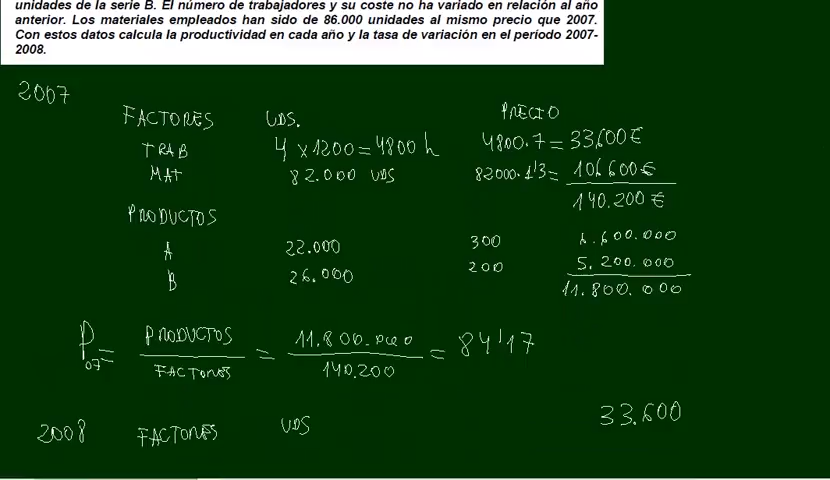 unidades de la serie B. El número de trabajadores y su coste no ha variado en relación al año
anterior. Los materiales empleados han sido de 86.000 unidades al mismo precio que 2007.
Con estos datos calcula la productividad en cada año y la tasa de variación en el período 2007-
2008.
2007
FACTORES UDS. PRECIO
TRAB 4 x 1200 = 4800 h 4800.7 = 33600 €
MAT 82.000 UDS 82000.1'3 = 106600 €
140.200 €
PRODUCTOS
A 22.000 300 6.600.000
B 26.000 200 5.200.000
11.800.000
P07 = PRODUCTOS / FACTORES = 11.800.000 / 140.200 = 84'17
2008 FACTORES UDS 33.600